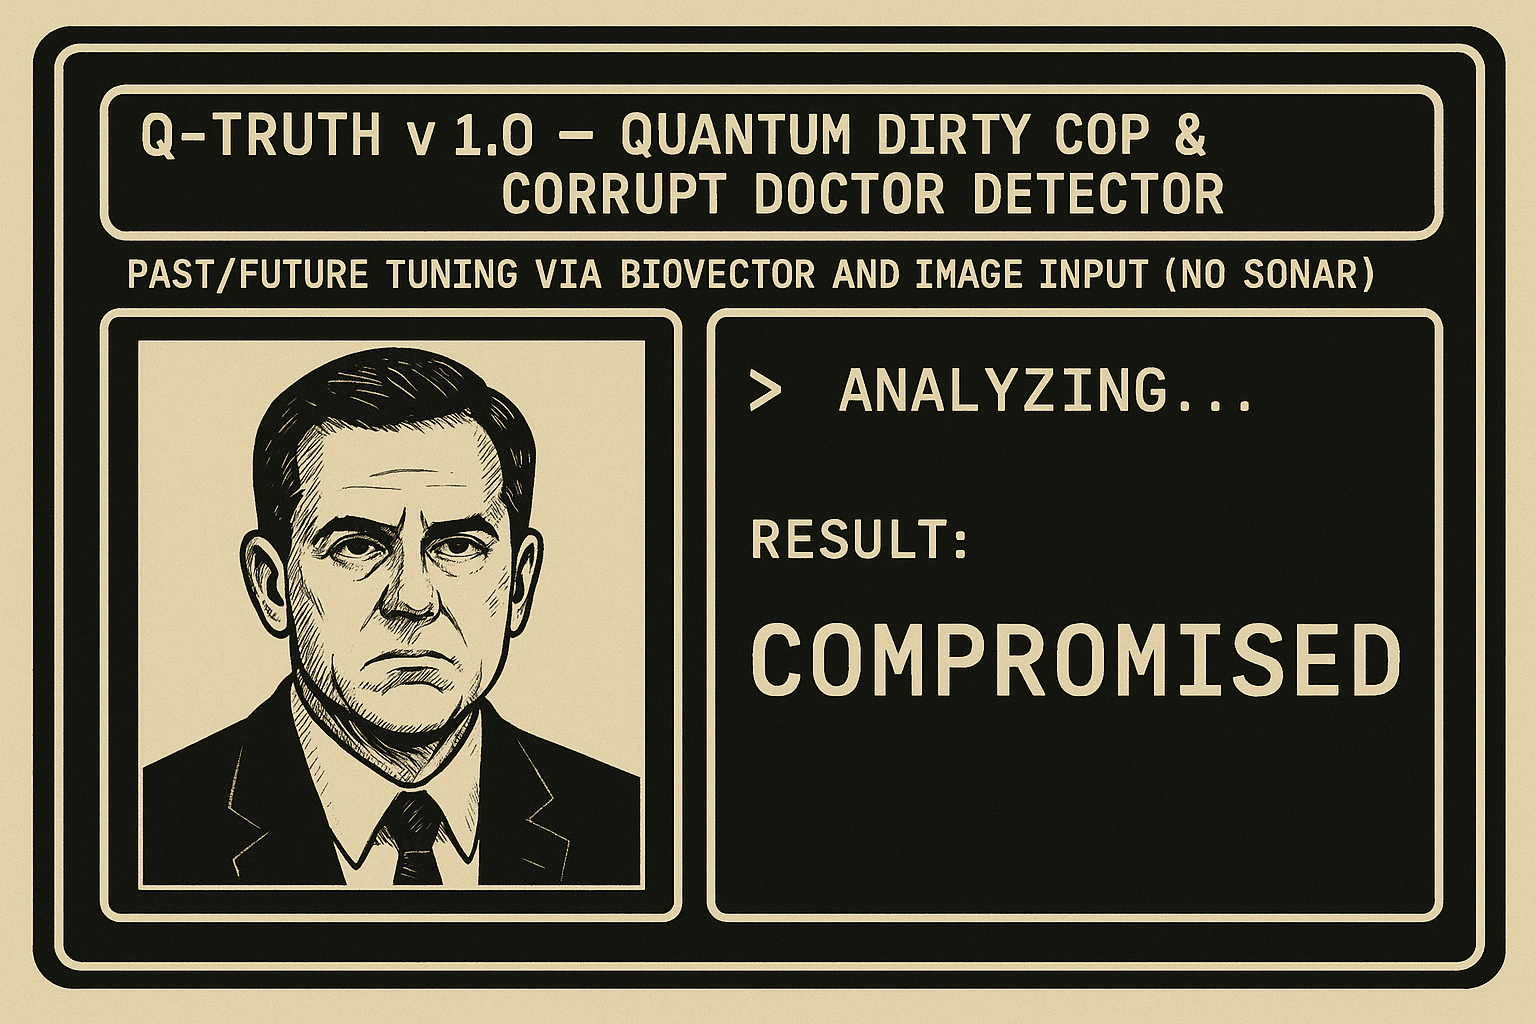 Q-TRUTH v 1.0 — QUANTUM DIRTY COP &
CORRUPT DOCTOR DETECTOR
PAST/FUTURE TUNING VIA BIOVECTOR AND IMAGE INPUT (NO SONAR)
> ANALYZING...
RESULT:
COMPROMISED